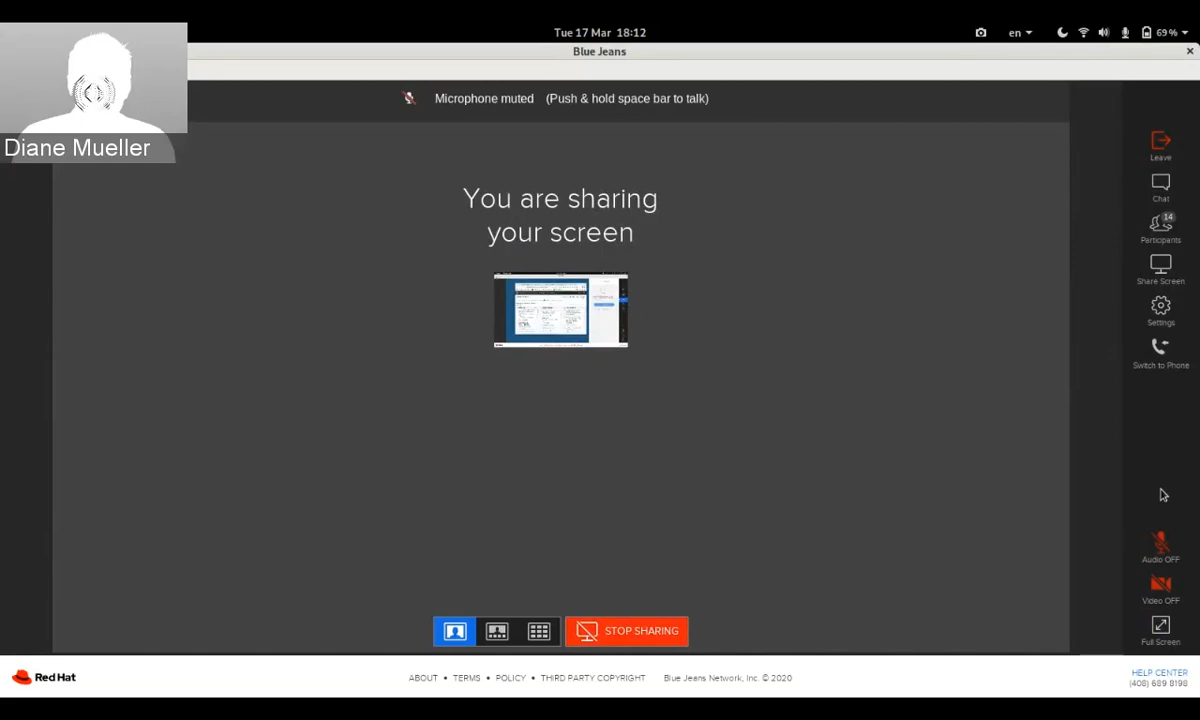 Tue 17 Mar 18:12
en
69 %
Blue Jeans
Diane Mueller
Microphone muted (Push & hold space bar to talk)
You are sharing
your screen
Leave
Chat
14
Participants
Share Screen
Settings
Switch to Phone
Audio OFF
Video OFF
Full Screen
STOP SHARING
Red Hat
ABOUT • TERMS • POLICY • THIRD PARTY COPYRIGHT Blue Jeans Network, Inc. © 2020
HELP CENTER
(408) 689 8198